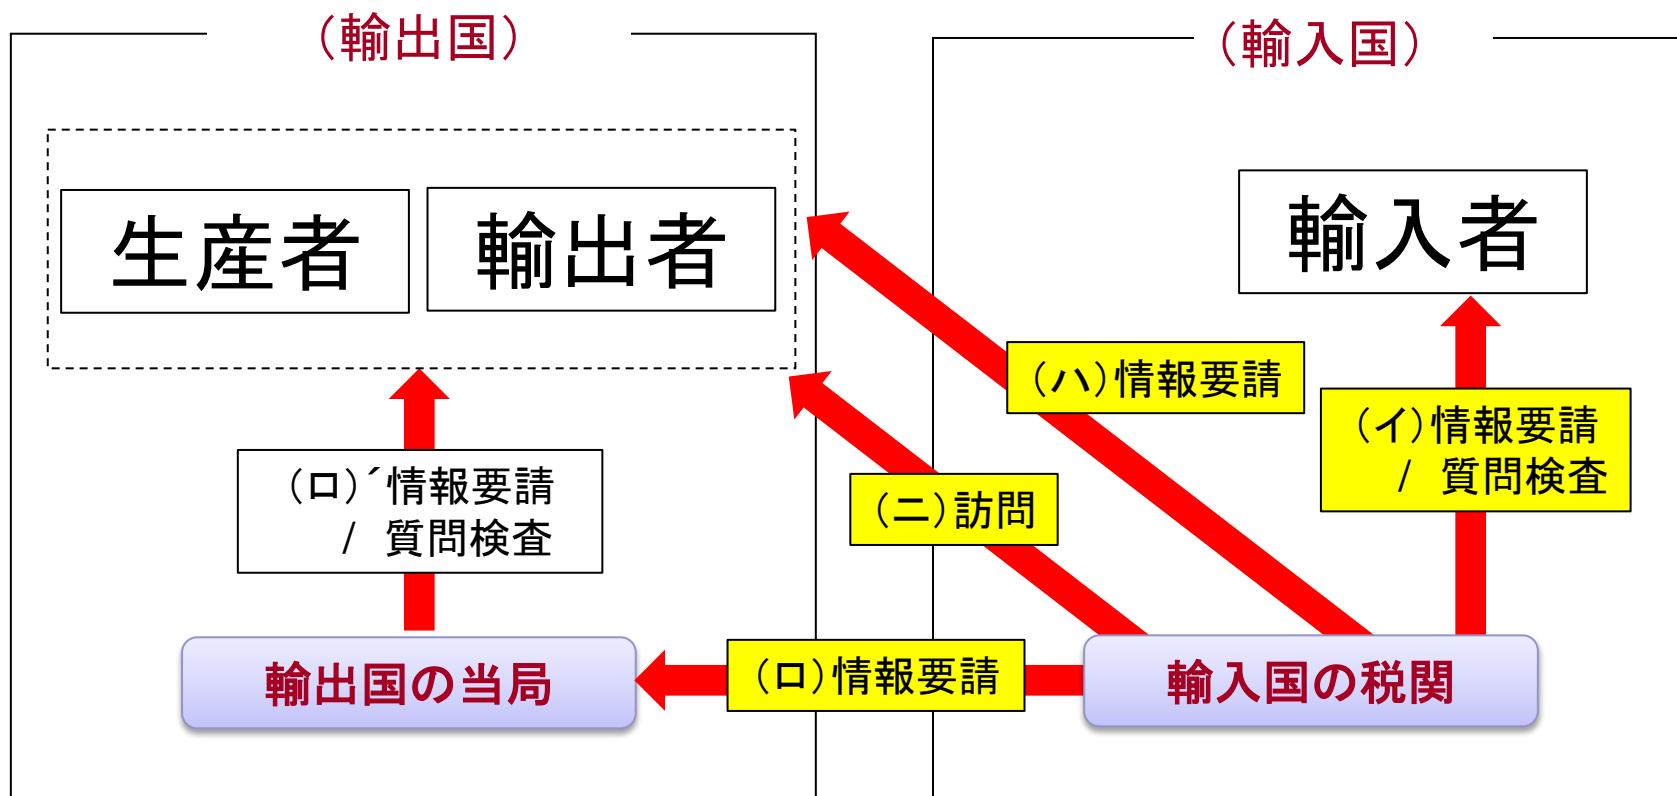 （輸出国）
（輸入国）
生産者
輸出者
輸入者
（ハ）情報要請
（イ）情報要請
/ 質問検査
（ロ）´情報要請
/ 質問検査
（ニ）訪問
（ロ）情報要請
輸出国の当局
輸入国の税関